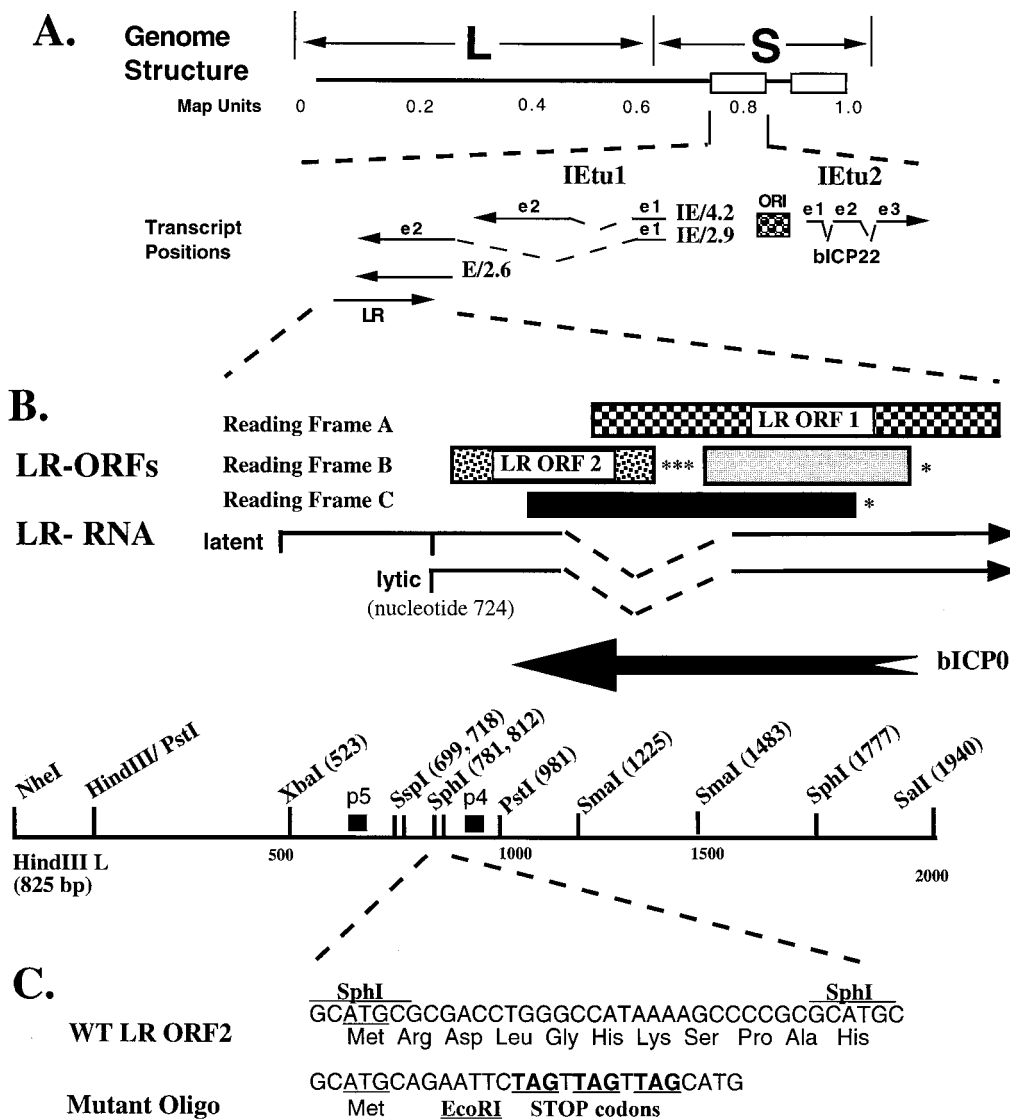 A.
Genome
Structure
L
S
Map Units
0
0.2
0.4
0.6
0.8
1.0
IEtu1
IEtu2
Transcript
Positions
e2
e1
IE/4.2
e2
e1
IE/2.9
E/2.6
LR
ORI
e1
e2
e3
bICP22
B.
LR-ORFs
Reading Frame A
LR ORF 1
Reading Frame B
LR ORF 2
***
*
Reading Frame C
*
LR- RNA
latent
lytic
(nucleotide 724)
bICP0
NheI
HindIII/ PstI
XbaI (523)
SspI (699, 718)
SphI (781, 812)
PstI (981)
SmaI (1225)
SmaI (1483)
SphI (1777)
SalI (1940)
p5
p4
HindIII L
(825 bp)
500
1000
1500
2000
C.
SphI
SphI
WT LR ORF2
GCATGCGCGACCTGGGCCATAAAAGCCCCGCGCATGC
Met Arg Asp Leu Gly His Lys Ser Pro Ala His
Mutant Oligo
GCATGCAGAATTCTAGTTAGTTAGCATG
Met
EcoRI
STOP codons